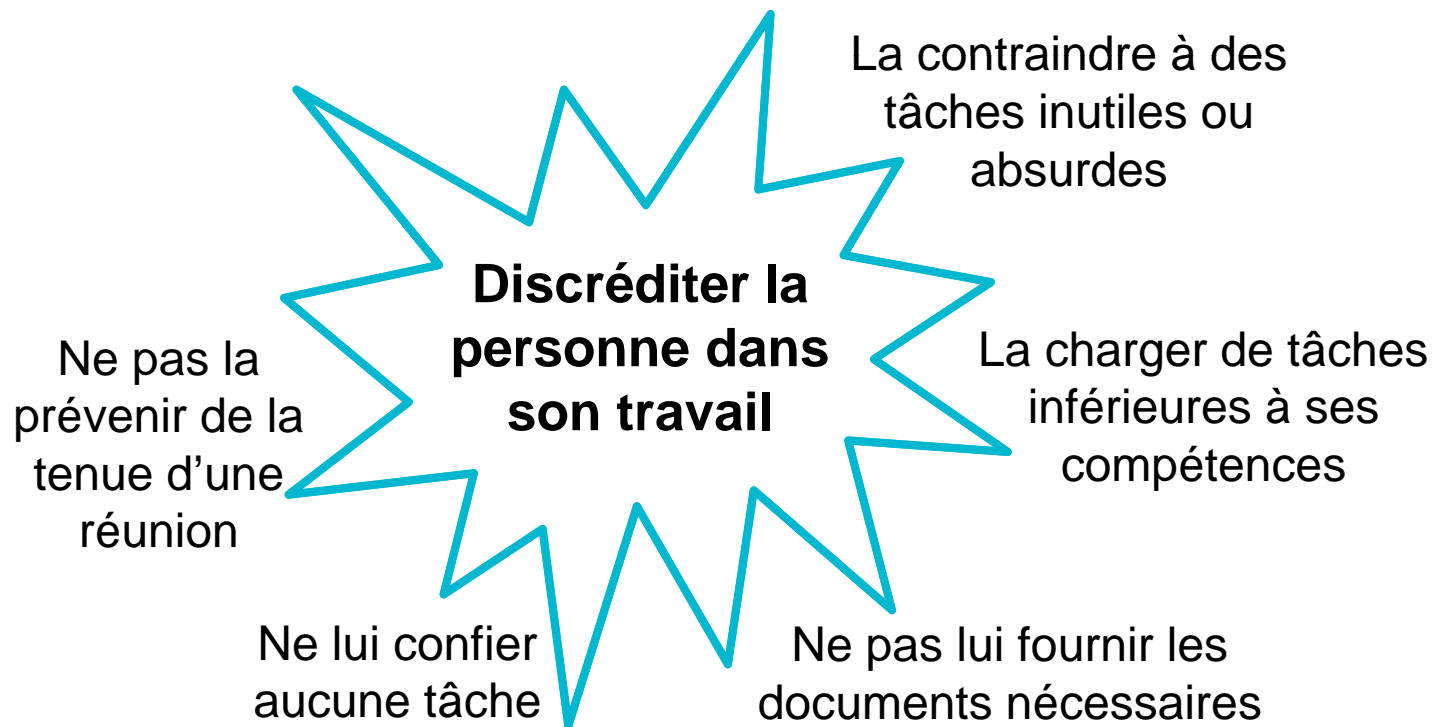 La contraindre à des
tâches inutiles ou
absurdes
Discréditer la
personne dans
son travail
La charger de tâches
inférieures à ses
compétences
Ne pas la
prévenir de la
tenue d’une
réunion
Ne lui confier
aucune tâche
Ne pas lui fournir les
documents nécessaires